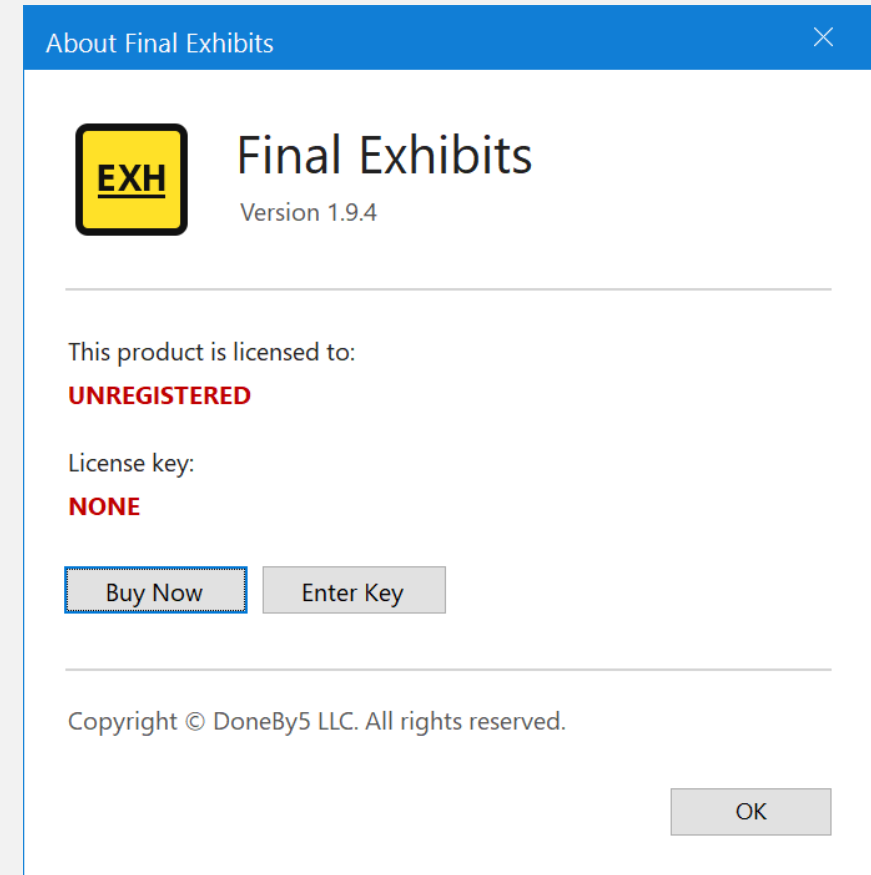 About Final Exhibits
EXH
Final Exhibits
Version 1.9.4
This product is licensed to:
UNREGISTERED
License key:
NONE
Buy Now
Enter Key
Copyright © DoneBy5 LLC. All rights reserved.
OK